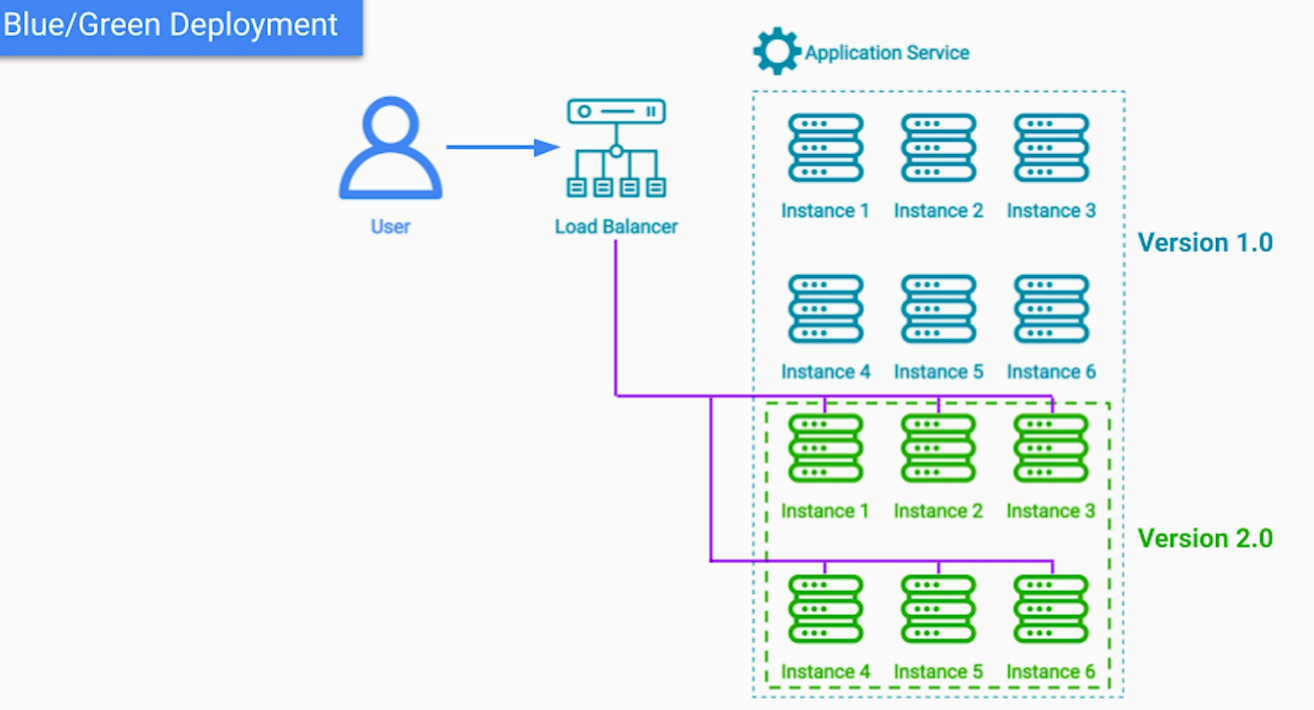 Blue/Green Deployment
Application Service
User
Load Balancer
Instance 1 Instance 2 Instance 3
Version 1.0
Instance 4 Instance 5 Instance 6
Instance 1 Instance 2 Instance 3
Version 2.0
Instance 4 Instance 5 Instance 6